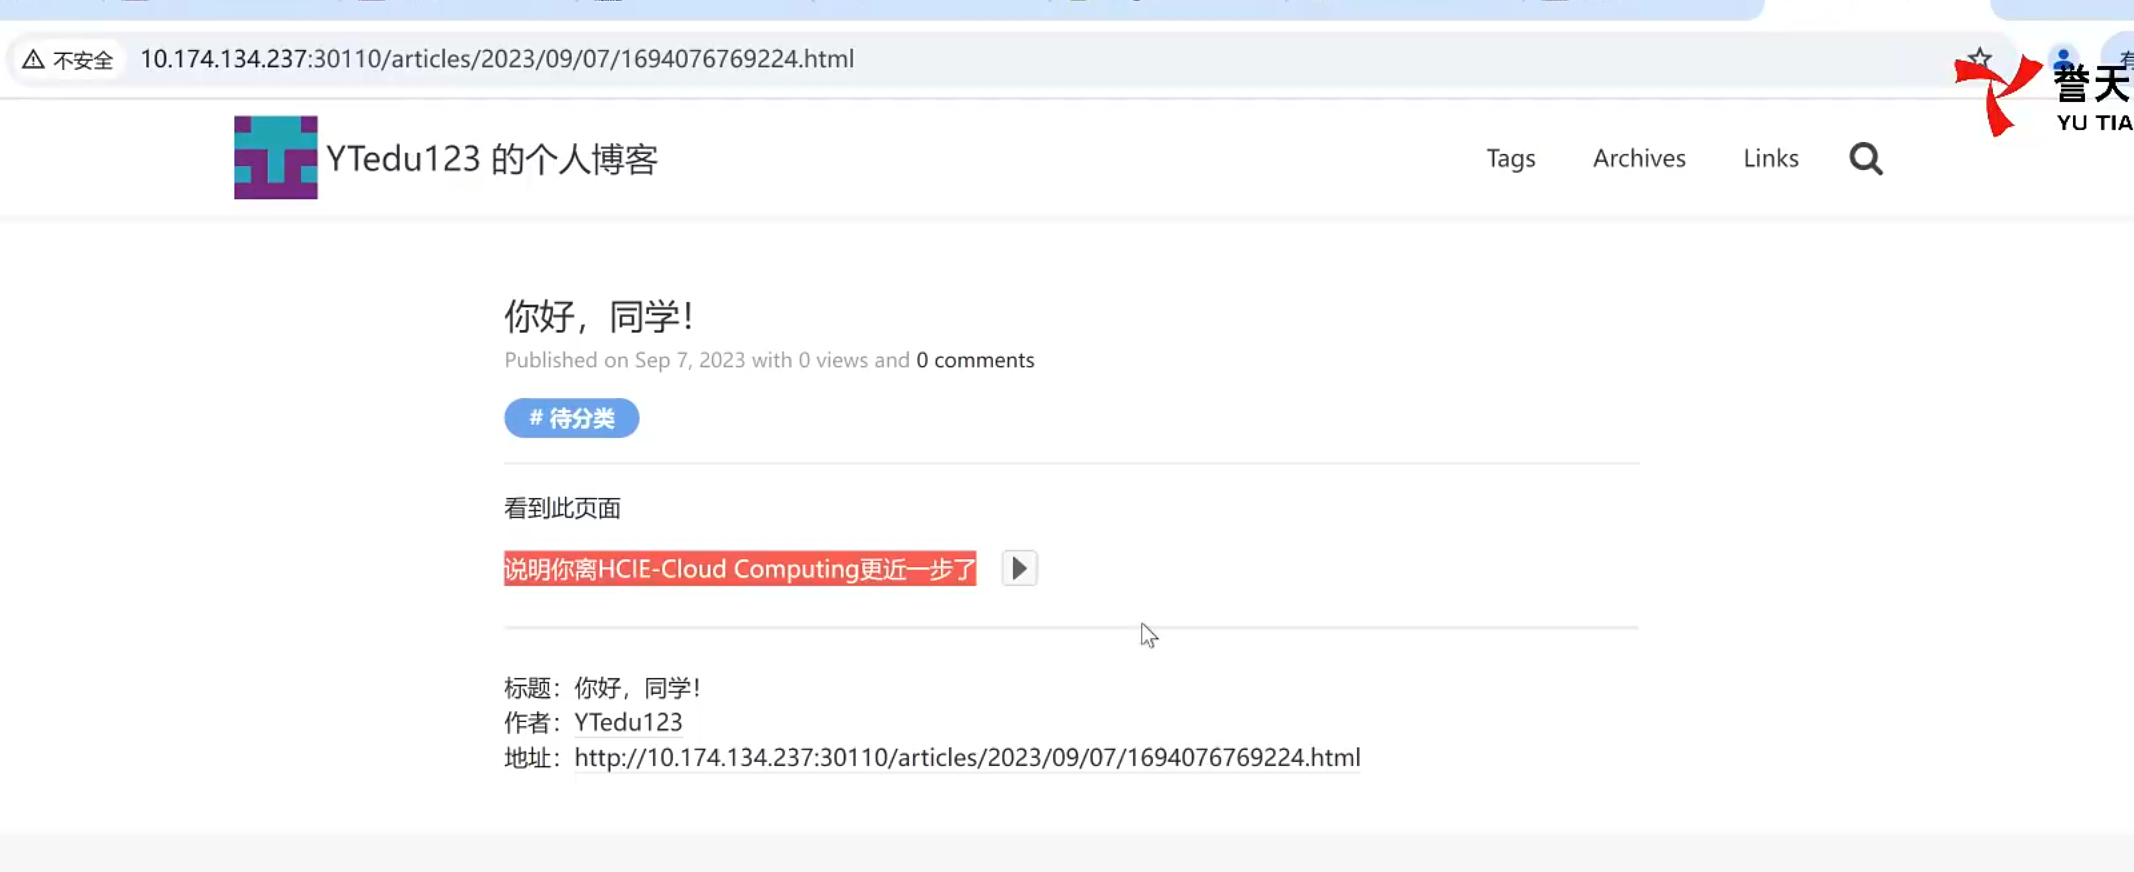 不安全 10.174.134.237:30110/articles/2023/09/07/1694076769224.html
誉天
YU TIA
YTedu123 的个人博客
Tags Archives Links
你好，同学！
Published on Sep 7, 2023 with 0 views and 0 comments
# 待分类
看到此页面
说明你离HCIE-Cloud Computing更近一步了
标题：你好，同学！
作者：YTedu123
地址：http://10.174.134.237:30110/articles/2023/09/07/1694076769224.html